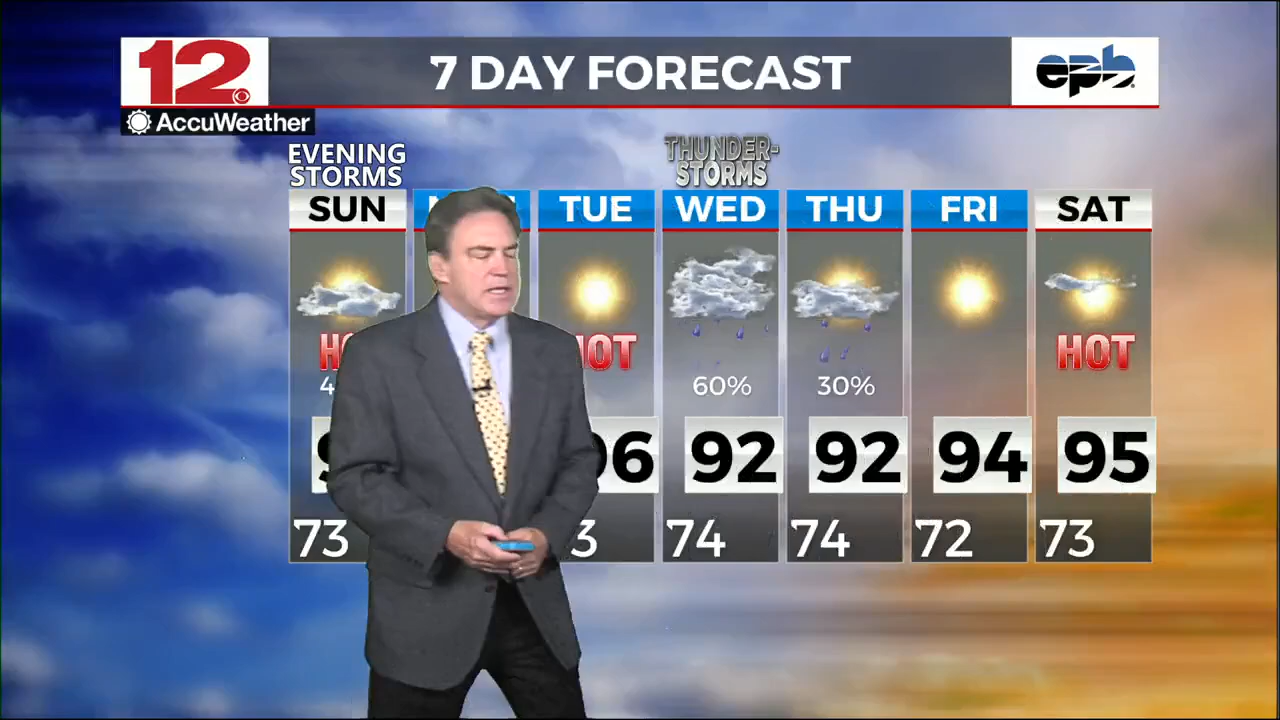 12
7 DAY FORECAST
epb
AccuWeather
EVENING
STORMS
THUNDER-
STORMS
SUN TUE WED THU FRI SAT
HOT
60% 30%
92 92 94 95
73 74 74 72 73